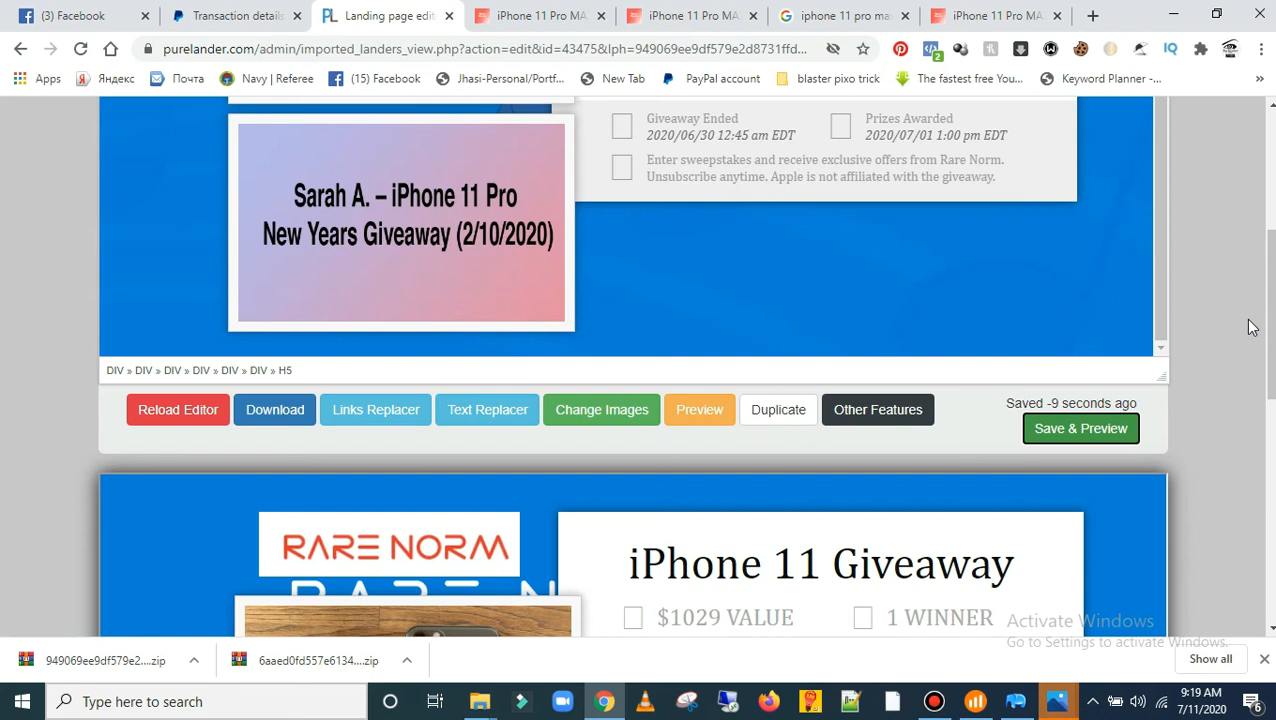 (3) Facebook
Transaction details
Landing page edit
iPhone 11 Pro MA
iPhone 11 Pro MA
iphone 11 pro ma
iPhone 11 Pro MA
purelander.com/admin/imported_landers_view.php?action=edit&id=43475&lph=949069ee9df579e2c8731ffd...
Apps
Яндекс
Почта
Navy | Referee
(15) Facebook
Jhasi-Personal/Portf...
New Tab
PayPal account
blaster pixo trick
The fastest free Yo...
Keyword Planner -...
Giveaway Ended
2020/06/30 12:45 am EDT
Prizes Awarded
2020/07/01 1:00 pm EDT
Enter sweepstakes and receive exclusive offers from Rare Norm.
Unsubscribe anytime. Apple is not affiliated with the giveaway.
Sarah A. – iPhone 11 Pro
New Years Giveaway (2/10/2020)
DIV » DIV » DIV » DIV » DIV » DIV » H5
Reload Editor
Download
Links Replacer
Text Replacer
Change Images
Preview
Duplicate
Other Features
Saved -9 seconds ago
Save & Preview
RARE NORM
iPhone 11 Giveaway
$1029 VALUE
1 WINNER
Activate Windows
Go to Settings to activate Windows.
949069ee9df579e2....zip
6aaed0fd557e6134....zip
Show all
Type here to search
9:19 AM
7/11/2020
6